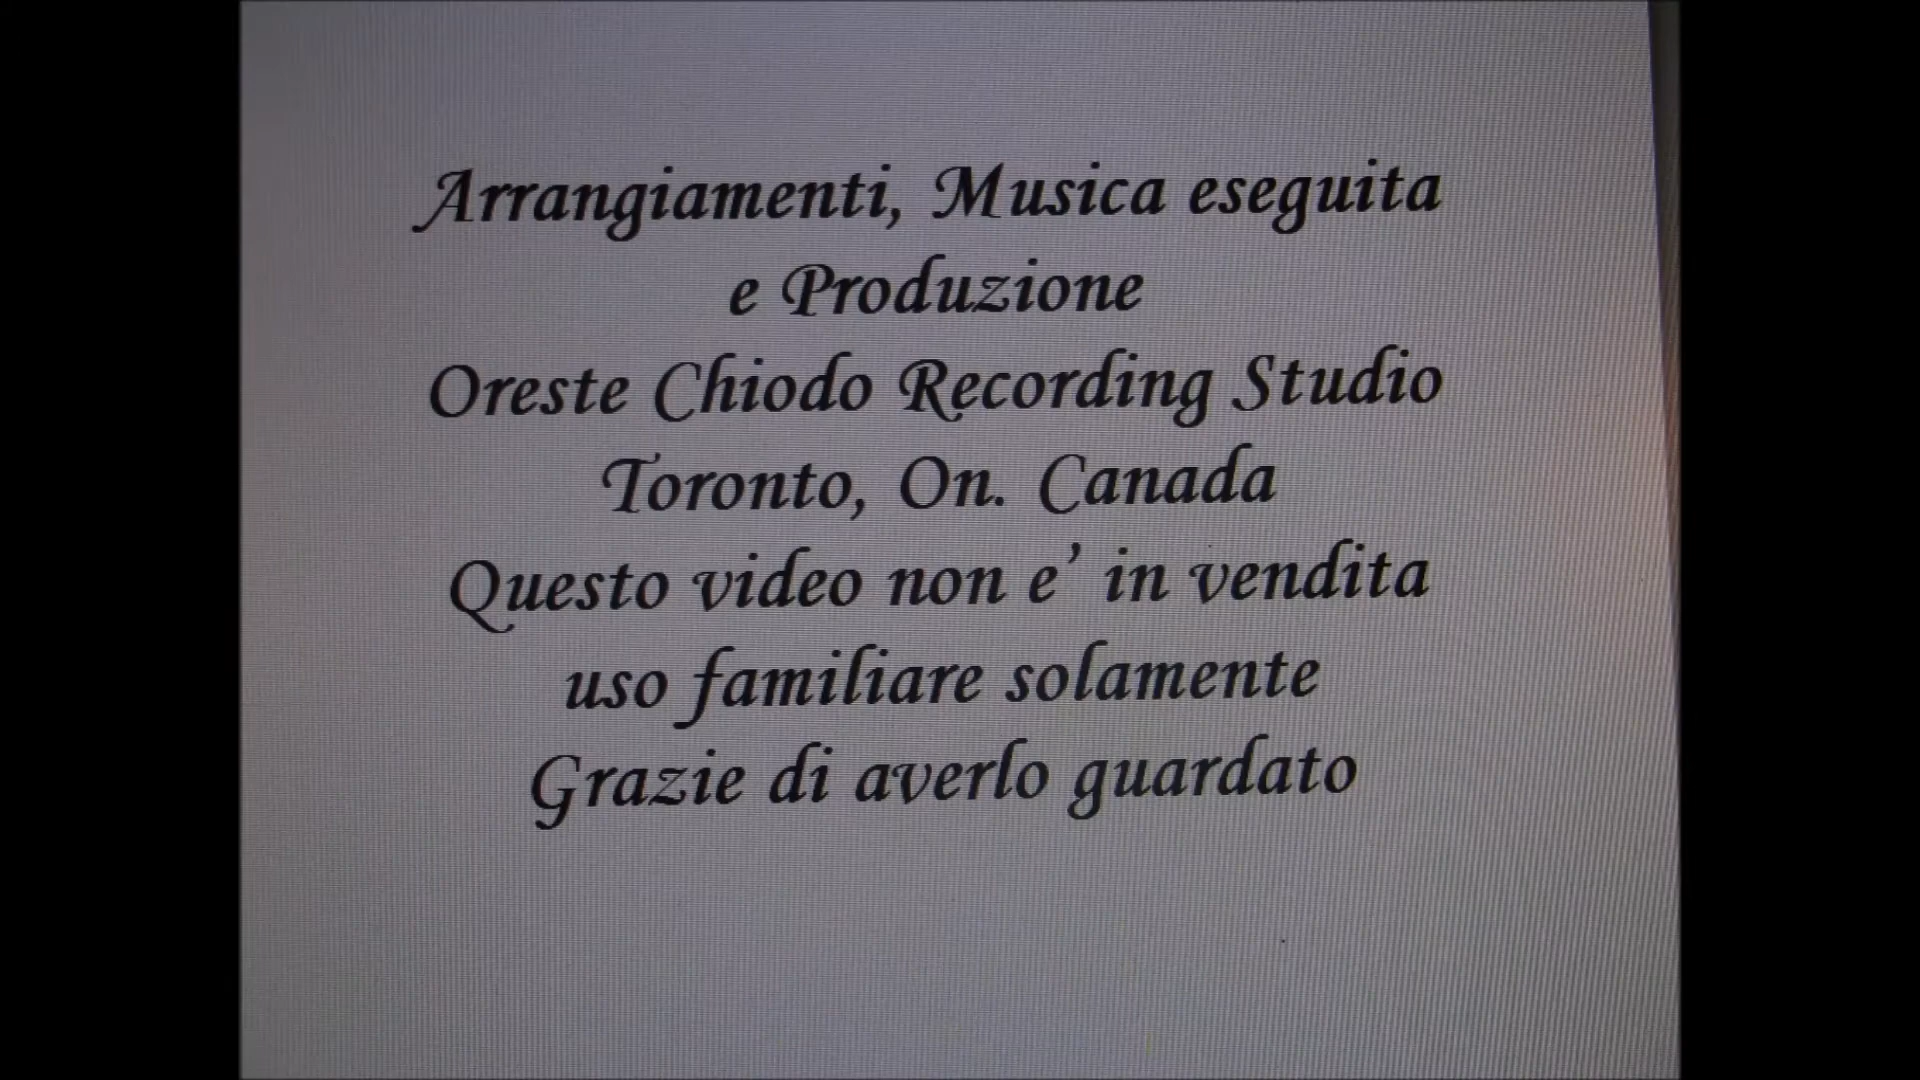 Arrangiamenti, Musica eseguita
e Produzione
Oreste Chiodo Recording Studio
Toronto, On. Canada
Questo video non e’ in vendita
uso familiare solamente
Grazie di averlo guardato